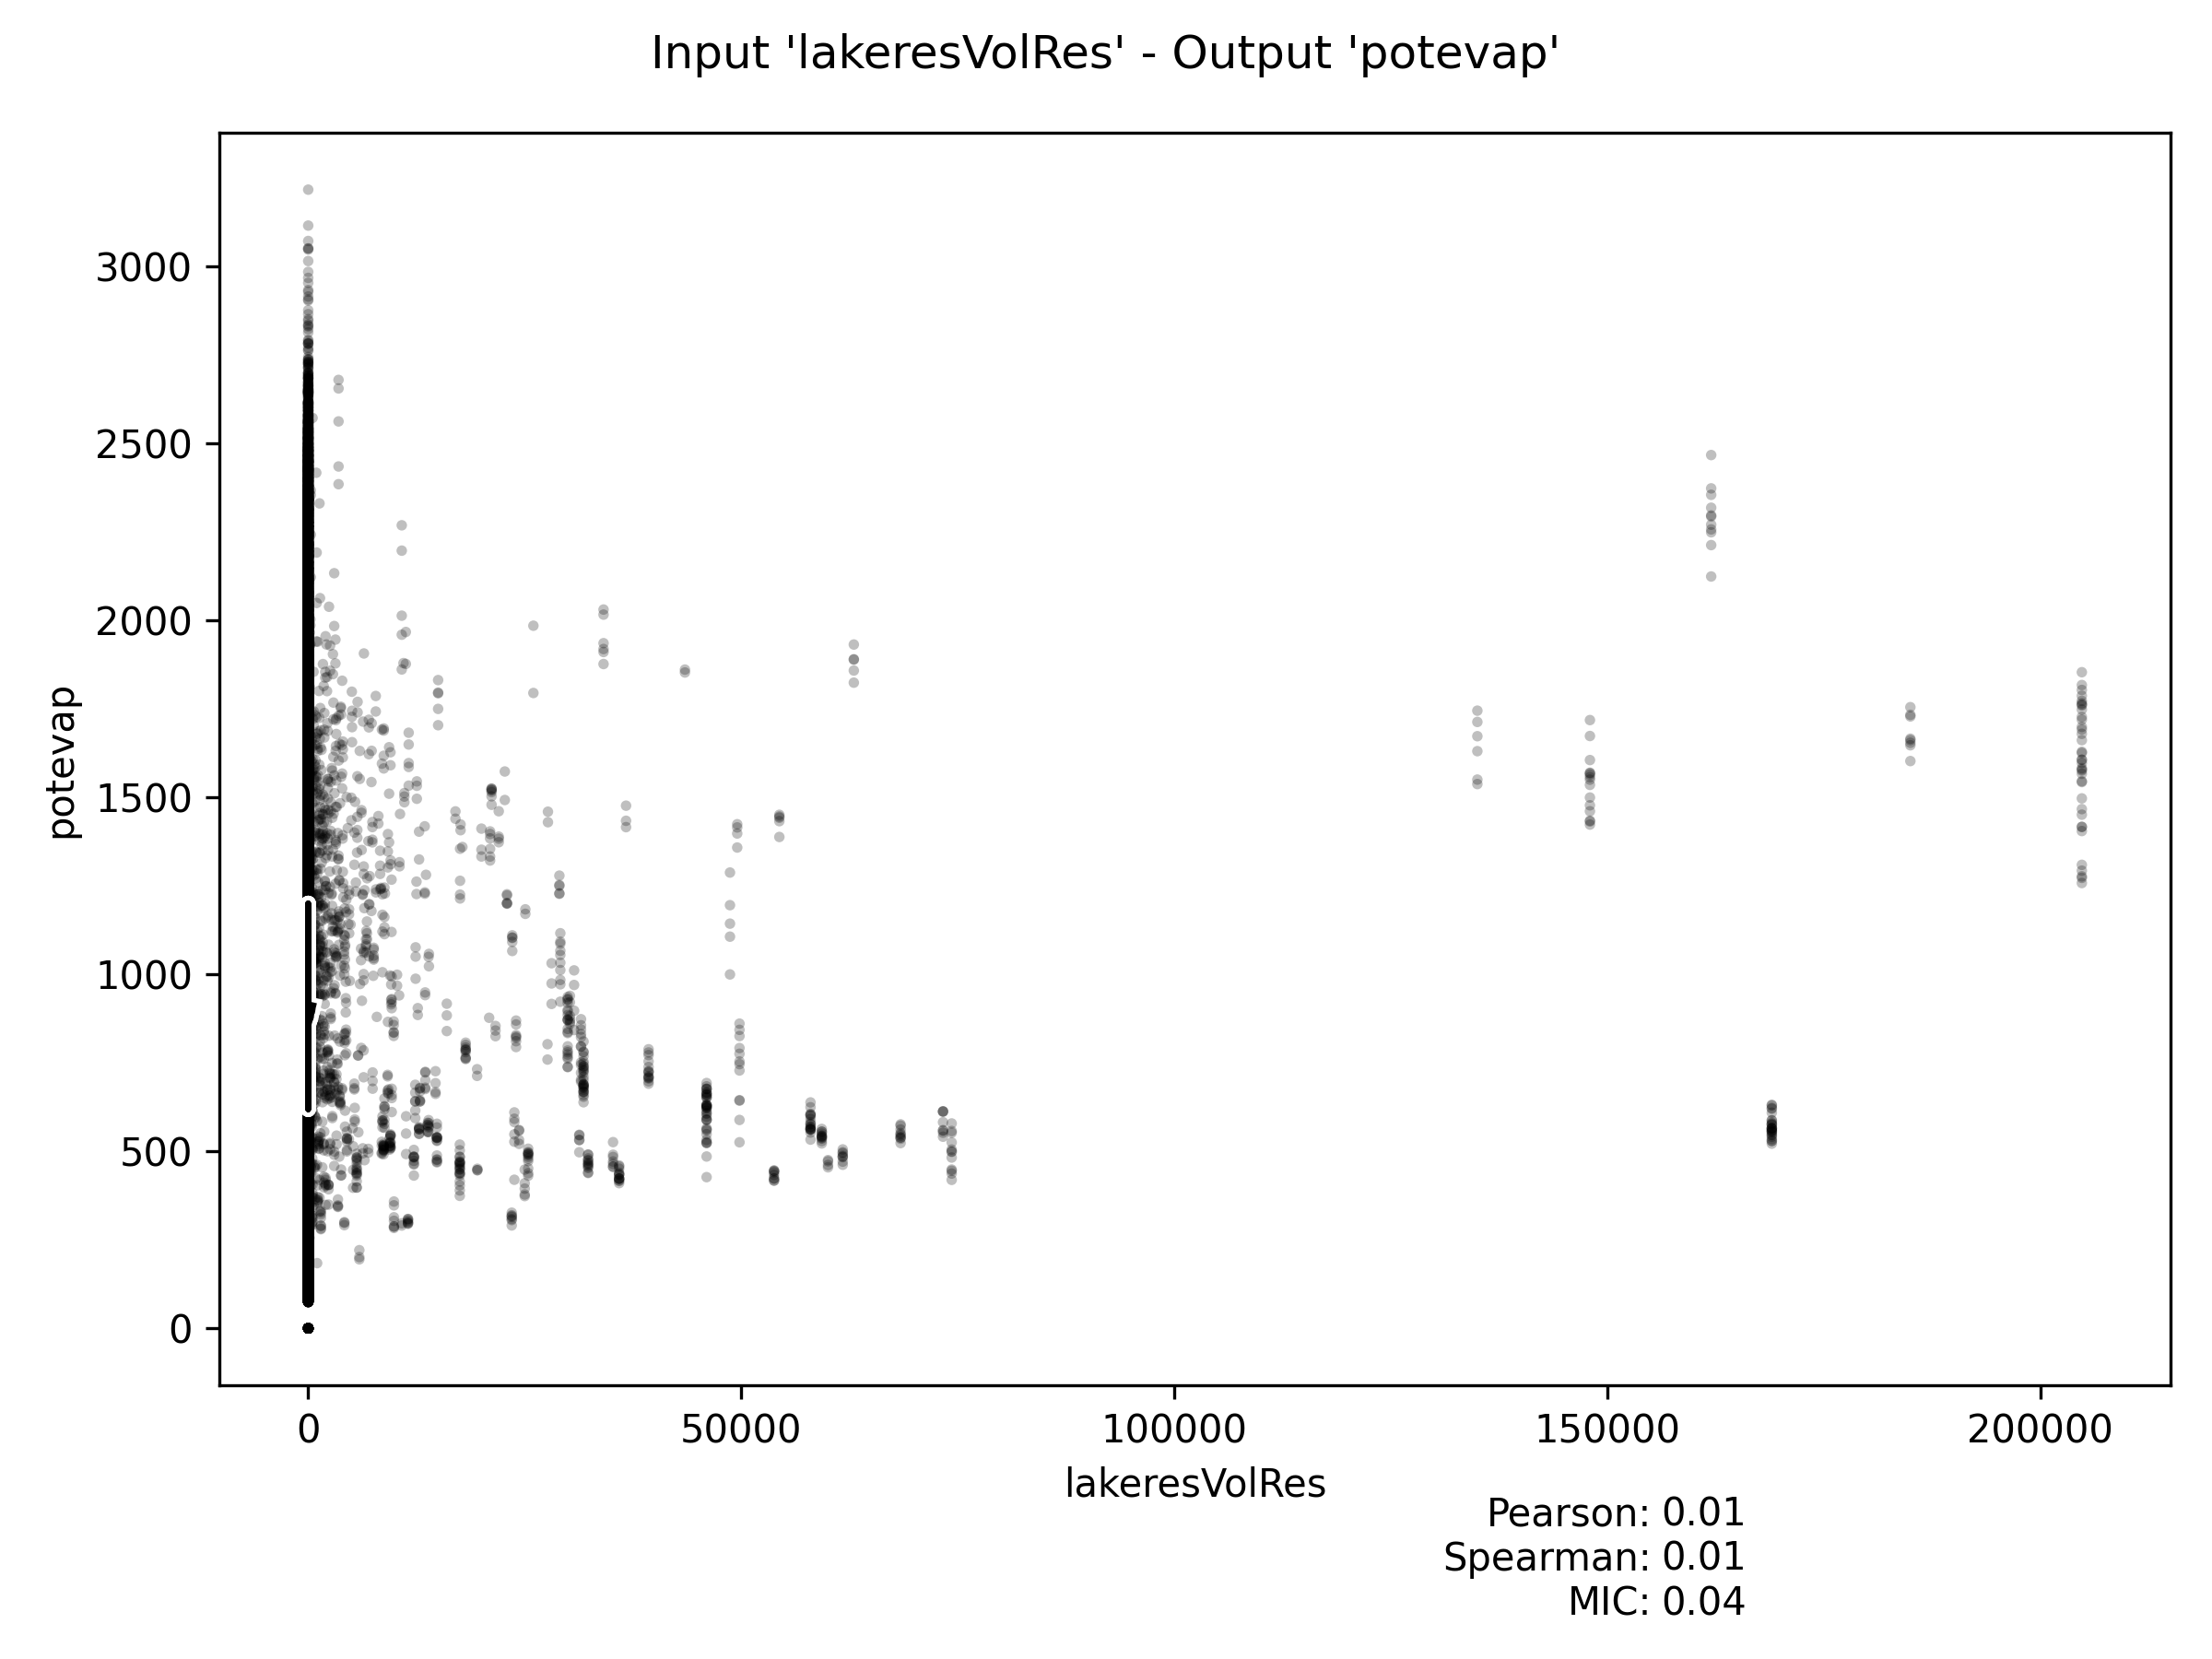 Input 'lakeresVolRes' - Output 'potevap'
3000
2500
2000
1500
1000
500
0
potevap
0 50000 100000 150000 200000
lakeresVolRes
Pearson: 0.01
Spearman: 0.01
MIC: 0.04